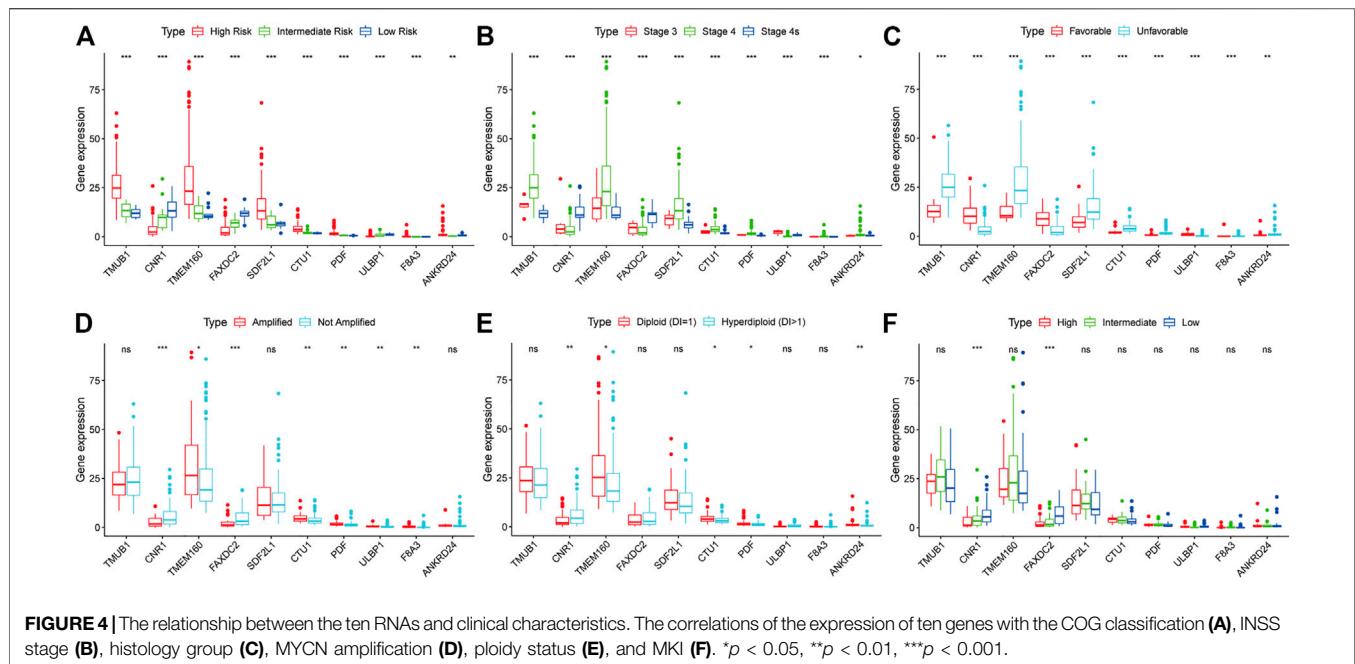 A
Type High Risk Intermediate Risk Low Risk
*** *** *** *** *** *** *** *** *** **
Gene expression
75
50
25
0
TMUB1 CNR1 TMEM160 FAXDC2 SDF2L1 CTU1 PDF ULBP1 F8A3 ANKRD24
B
Type Stage 3 Stage 4 Stage 4s
*** *** *** *** *** *** *** *** *** *
Gene expression
75
50
25
0
TMUB1 CNR1 TMEM160 FAXDC2 SDF2L1 CTU1 PDF ULBP1 F8A3 ANKRD24
C
Type Favorable Unfavorable
*** *** *** *** *** *** *** *** *** **
Gene expression
75
50
25
0
TMUB1 CNR1 TMEM160 FAXDC2 SDF2L1 CTU1 PDF ULBP1 F8A3 ANKRD24
D
Type Amplified Not Amplified
ns *** * *** ns ** ** ** ** ns
Gene expression
75
50
25
0
TMUB1 CNR1 TMEM160 FAXDC2 SDF2L1 CTU1 PDF ULBP1 F8A3 ANKRD24
E
Type Diploid (DI=1) Hyperdiploid (DI>1)
ns ** * ns ns * * ns ns **
Gene expression
75
50
25
0
TMUB1 CNR1 TMEM160 FAXDC2 SDF2L1 CTU1 PDF ULBP1 F8A3 ANKRD24
F
Type High Intermediate Low
ns *** ns *** ns ns ns ns ns ns
Gene expression
75
50
25
0
TMUB1 CNR1 TMEM160 FAXDC2 SDF2L1 CTU1 PDF ULBP1 F8A3 ANKRD24
FIGURE 4 | The relationship between the ten RNAs and clinical characteristics. The correlations of the expression of ten genes with the COG classification (A), INSS
stage (B), histology group (C), MYCN amplification (D), ploidy status (E), and MKI (F). *p < 0.05, **p < 0.01, ***p < 0.001.